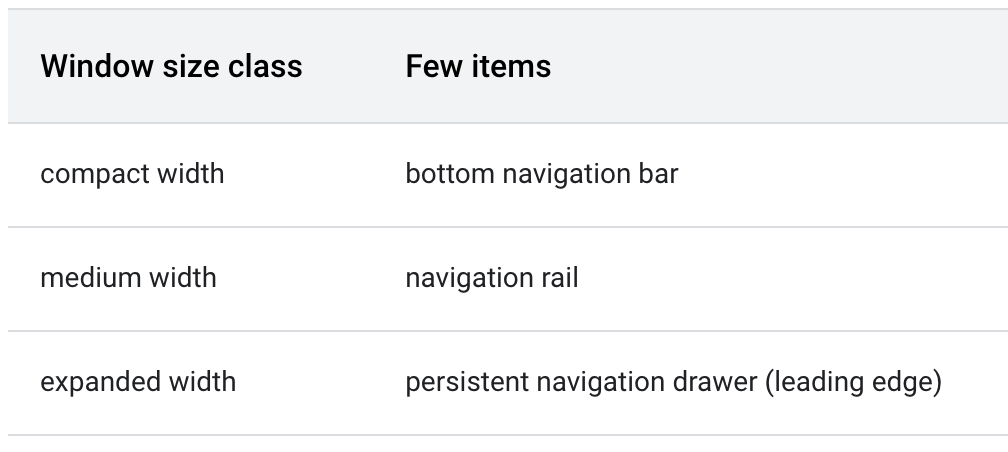 Window size class Few items
compact width bottom navigation bar
medium width navigation rail
expanded width persistent navigation drawer (leading edge)